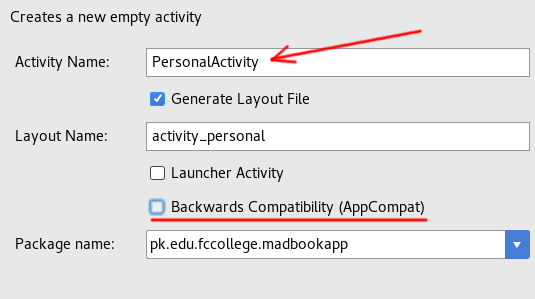 Creates a new empty activity
Activity Name: PersonalActivity
Generate Layout File
Layout Name: activity_personal
Launcher Activity
Backwards Compatibility (AppCompat)
Package name: pk.edu.fccollege.madbookapp